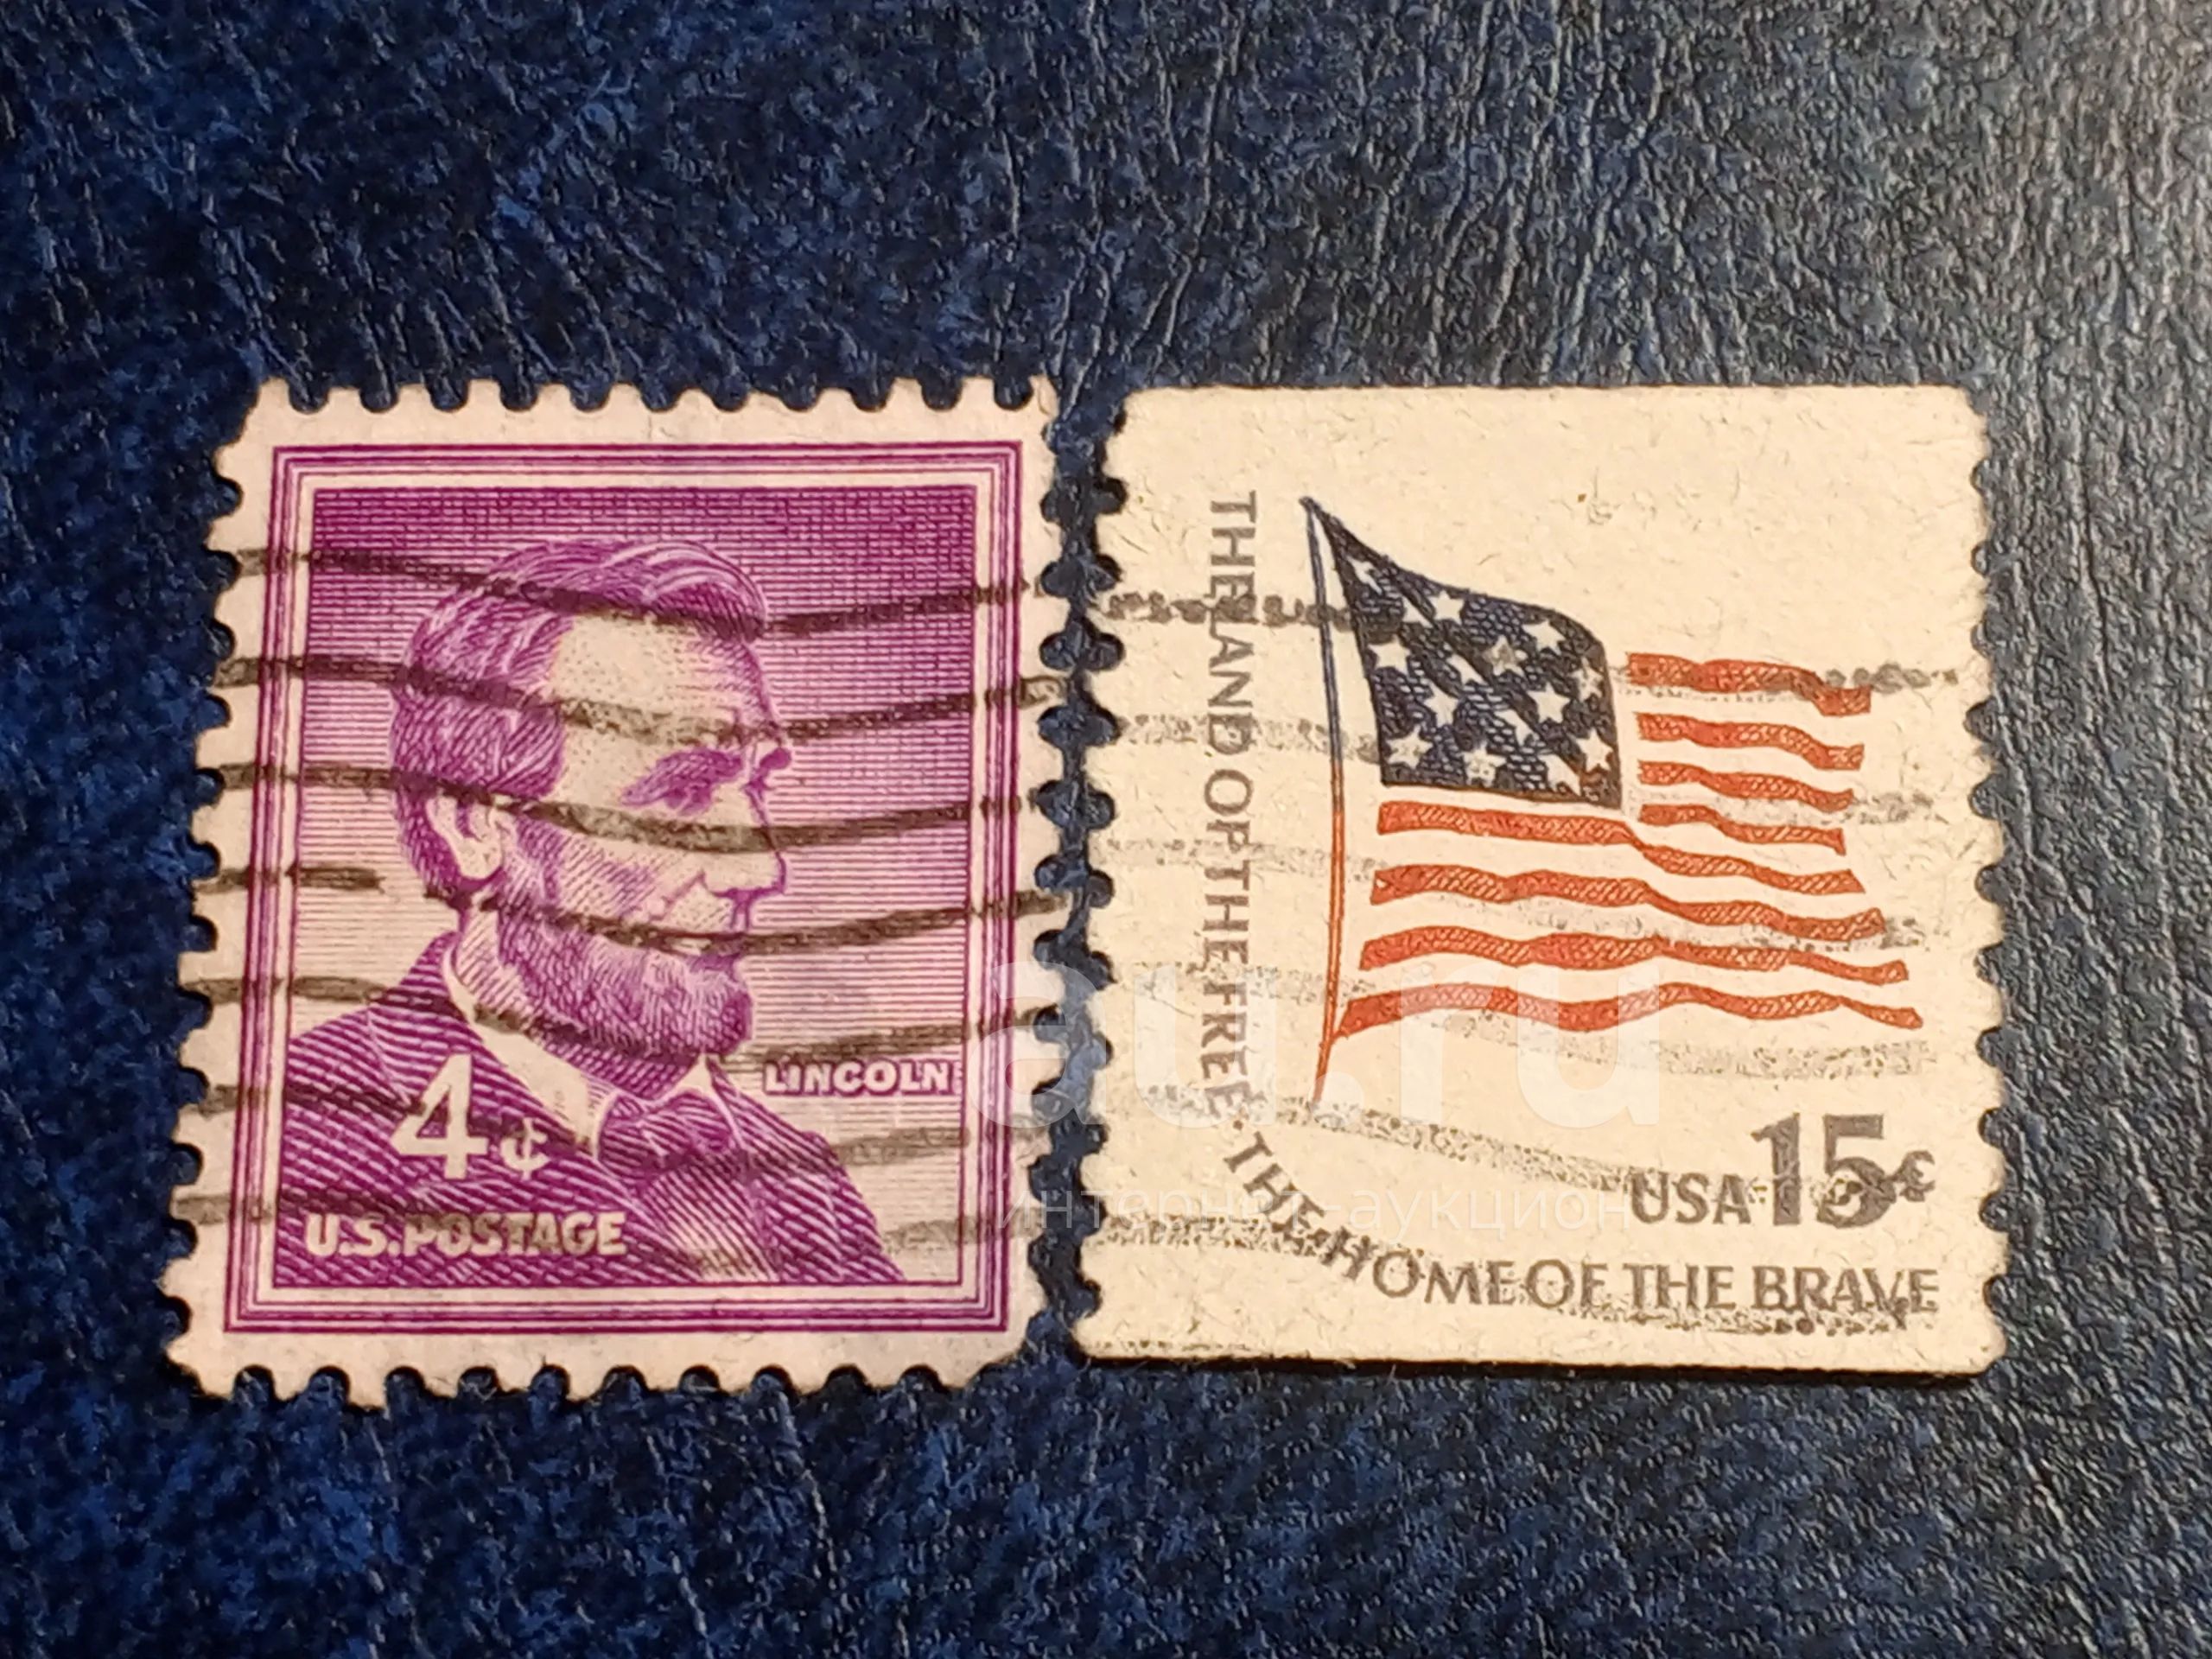 LINCOLN
4¢
U.S. POSTAGE
THE LAND OF THE FREE · THE HOME OF THE BRAVE
USA 15¢
au.ru
интернет-аукцион